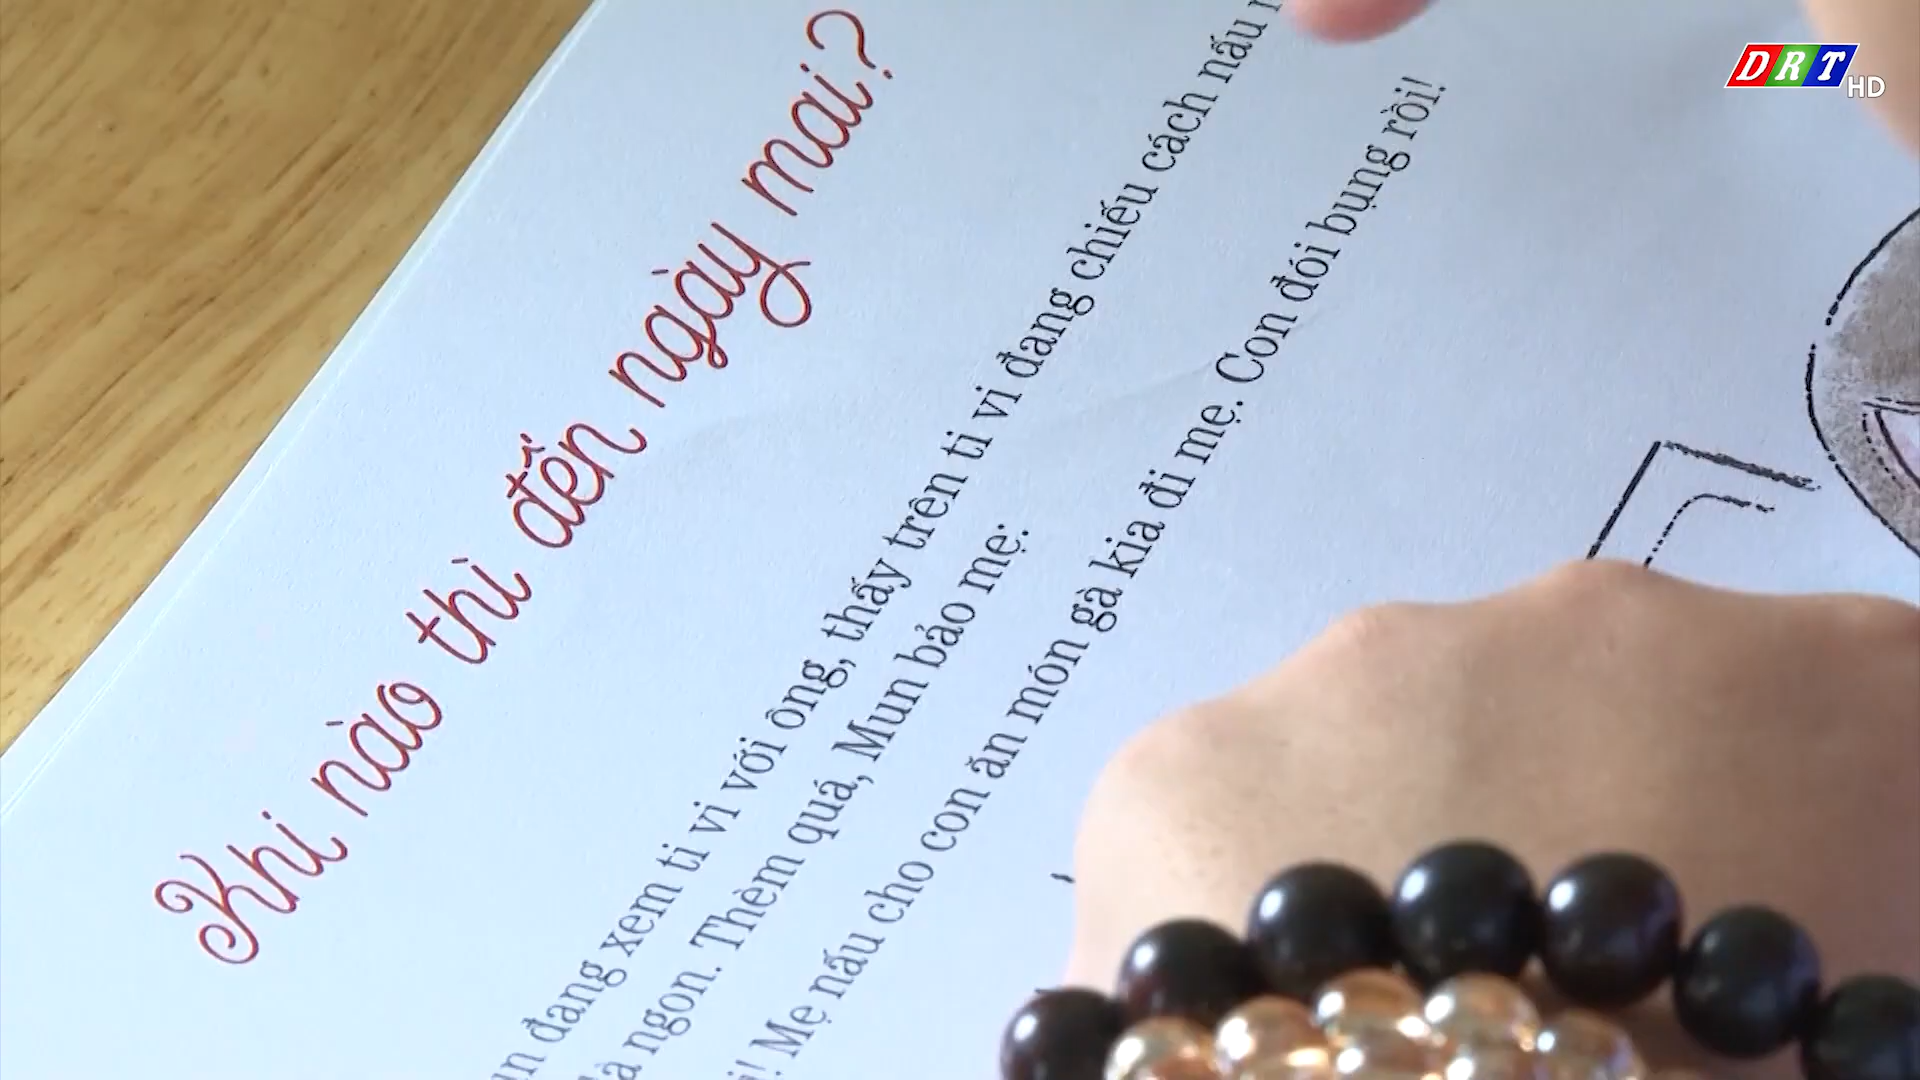 Khi nào thì đến ngày mai?
đang xem ti vi với ông, thấy trên ti vi đang chiếu cách nấu
là ngon. Thèm quá, Mun bảo mẹ:
Mẹ nấu cho con ăn món gà kia đi mẹ. Con đói bụng rồi!
DRT HD